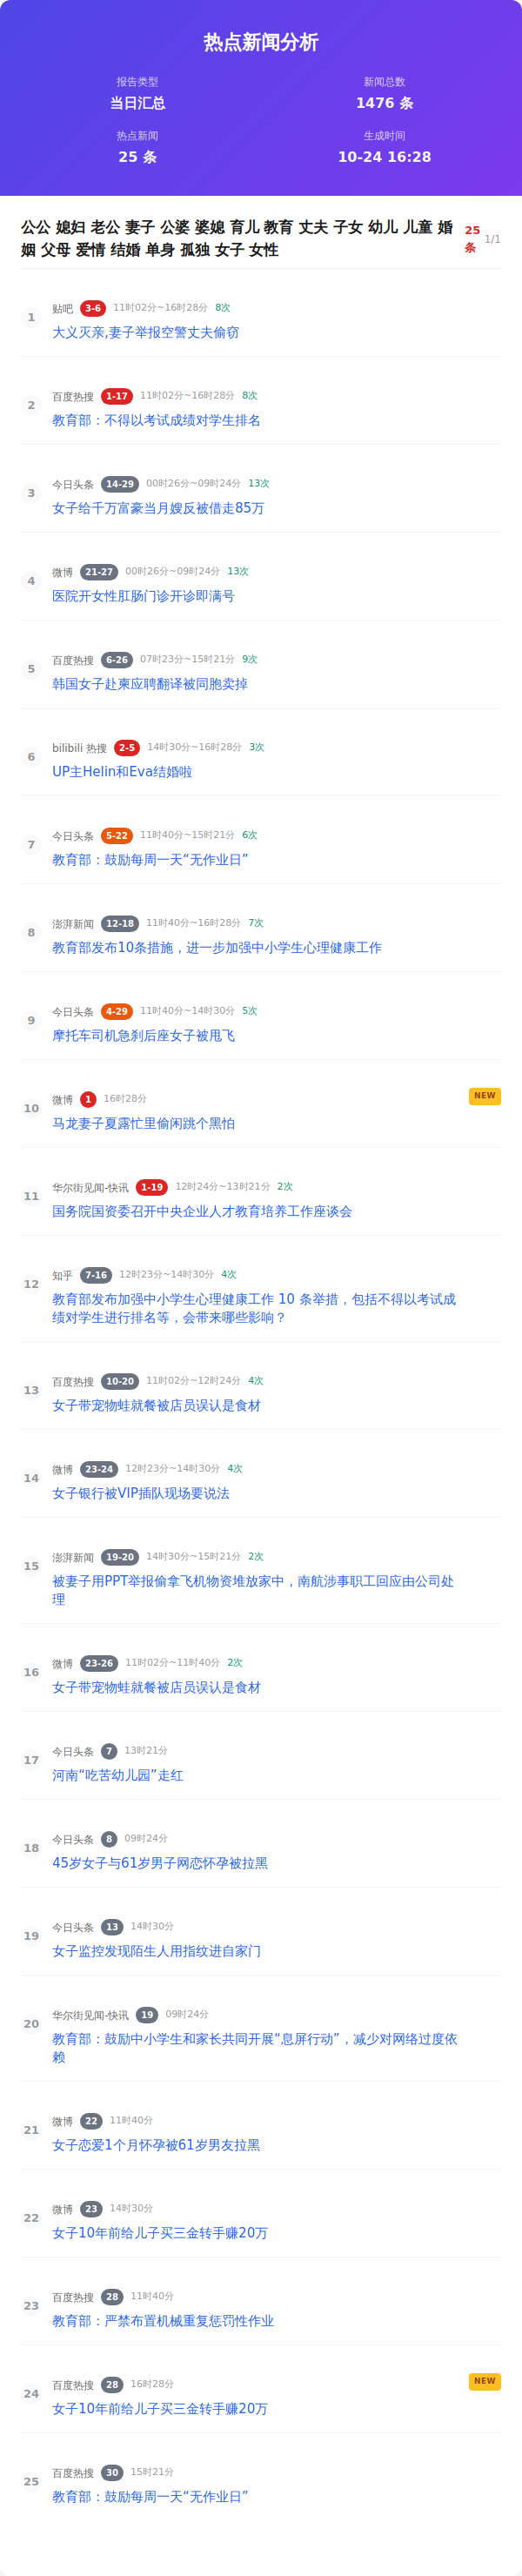 热点新闻分析
报告类型
新闻总数
当日汇总
1476 条
热点新闻
生成时间
25 条
10-24 16:28
公公 媳妇 老公 妻子 公婆 婆媳 育儿 教育 丈夫 子女 幼儿 儿童 婚
姻 父母 爱情 结婚 单身 孤独 女子 女性
25
条
1/1
1
贴吧 3-6 11时02分~16时28分 8次
大义灭亲,妻子举报空警丈夫偷窃
2
百度热搜 1-17 11时02分~16时28分 8次
教育部：不得以考试成绩对学生排名
3
今日头条 14-29 00时26分~09时24分 13次
女子给千万富豪当月嫂反被借走85万
4
微博 21-27 00时26分~09时24分 13次
医院开女性肛肠门诊开诊即满号
5
百度热搜 6-26 07时23分~15时21分 9次
韩国女子赴柬应聘翻译被同胞卖掉
6
bilibili 热搜 2-5 14时30分~16时28分 3次
UP主Helin和Eva结婚啦
7
今日头条 5-22 11时40分~15时21分 6次
教育部：鼓励每周一天“无作业日”
8
澎湃新闻 12-18 11时40分~16时28分 7次
教育部发布10条措施，进一步加强中小学生心理健康工作
9
今日头条 4-29 11时40分~14时30分 5次
摩托车司机急刹后座女子被甩飞
10
微博 1 16时28分
NEW
马龙妻子夏露忙里偷闲跳个黑怕
11
华尔街见闻-快讯 1-19 12时24分~13时21分 2次
国务院国资委召开中央企业人才教育培养工作座谈会
12
知乎 7-16 12时23分~14时30分 4次
教育部发布加强中小学生心理健康工作 10 条举措，包括不得以考试成
绩对学生进行排名等，会带来哪些影响？
13
百度热搜 10-20 11时02分~12时24分 4次
女子带宠物蛙就餐被店员误认是食材
14
微博 23-24 12时23分~14时30分 4次
女子银行被VIP插队现场要说法
15
澎湃新闻 19-20 14时30分~15时21分 2次
被妻子用PPT举报偷拿飞机物资堆放家中，南航涉事职工回应由公司处
理
16
微博 23-26 11时02分~11时40分 2次
女子带宠物蛙就餐被店员误认是食材
17
今日头条 7 13时21分
河南“吃苦幼儿园”走红
18
今日头条 8 09时24分
45岁女子与61岁男子网恋怀孕被拉黑
19
今日头条 13 14时30分
女子监控发现陌生人用指纹进自家门
20
华尔街见闻-快讯 19 09时24分
教育部：鼓励中小学生和家长共同开展“息屏行动”，减少对网络过度依
赖
21
微博 22 11时40分
女子恋爱1个月怀孕被61岁男友拉黑
22
微博 23 14时30分
女子10年前给儿子买三金转手赚20万
23
百度热搜 28 11时40分
教育部：严禁布置机械重复惩罚性作业
24
百度热搜 28 16时28分
NEW
女子10年前给儿子买三金转手赚20万
25
百度热搜 30 15时21分
教育部：鼓励每周一天“无作业日”